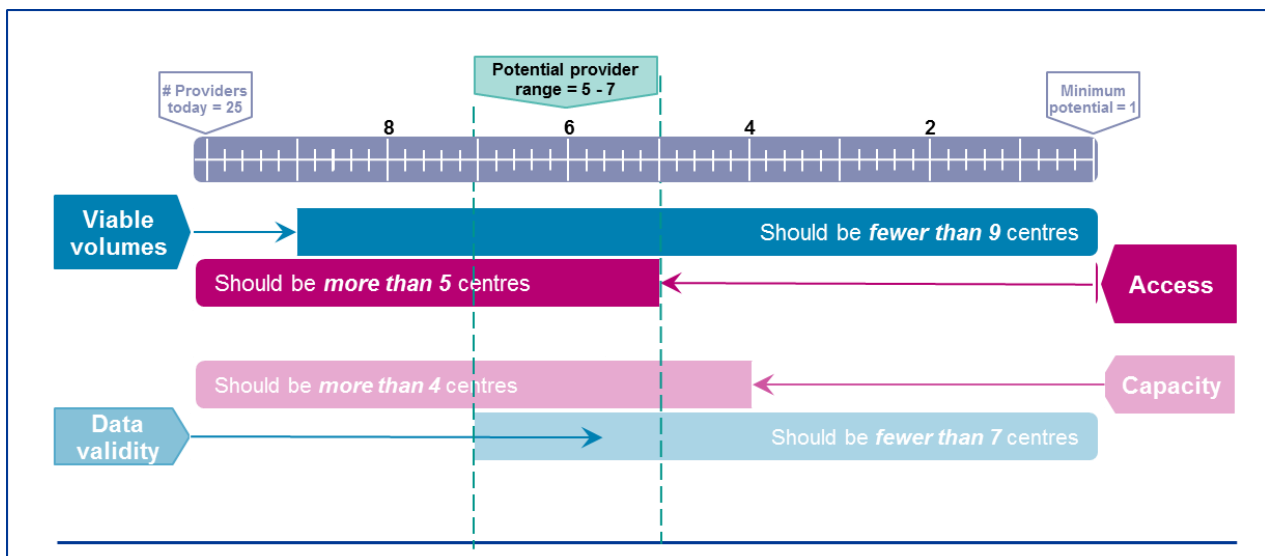 # Providers
today = 25
Potential provider
range = 5 - 7
Minimum
potential = 1
8
6
4
2
Viable
volumes
Should be fewer than 9 centres
Should be more than 5 centres
Access
Should be more than 4 centres
Capacity
Data
validity
Should be fewer than 7 centres